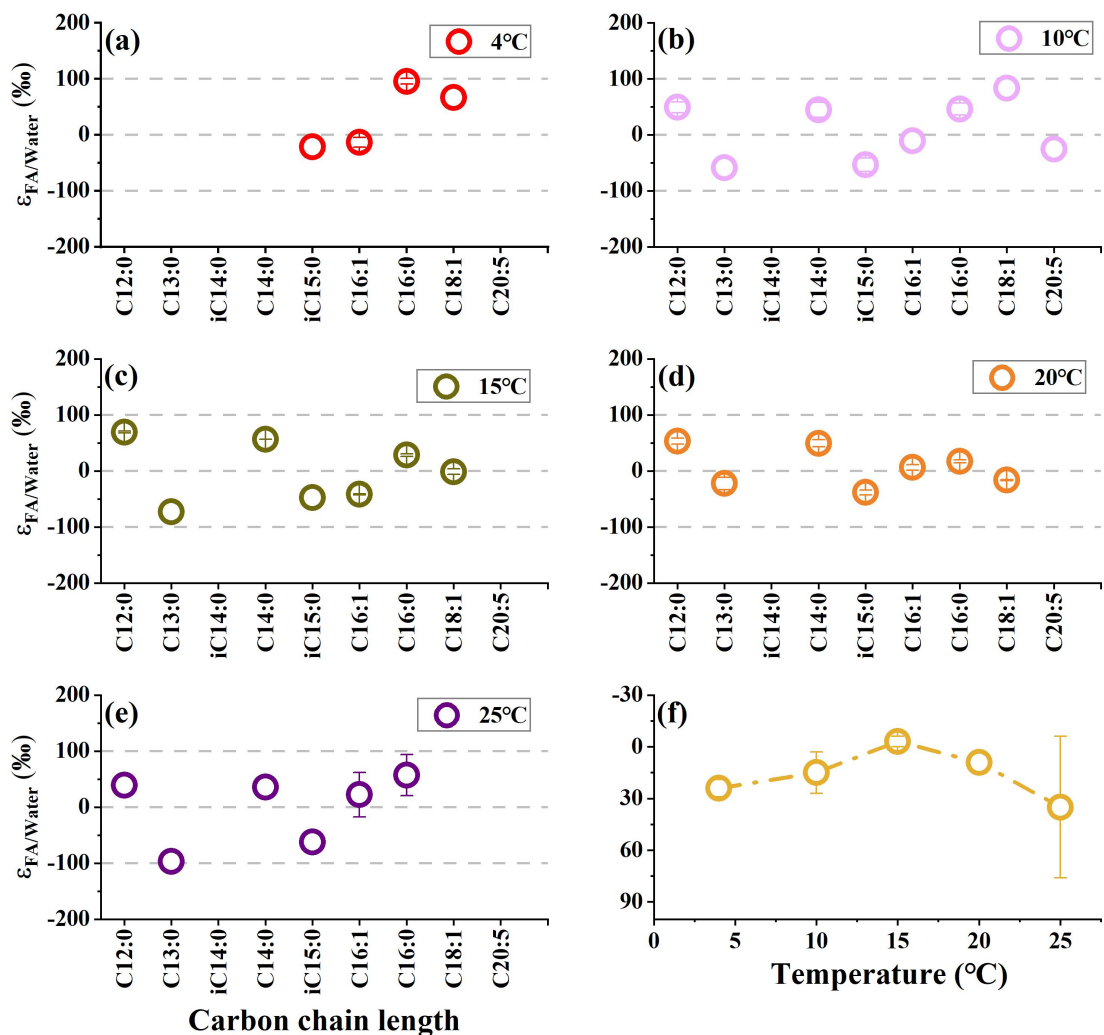 (a)
4℃
200
100
0
-100
-200
ε_FA/Water (‰)
C12:0
C13:0
iC14:0
C14:0
iC15:0
C16:1
C16:0
C18:1
C20:5
(b)
10℃
200
100
0
-100
-200
C12:0
C13:0
iC14:0
C14:0
iC15:0
C16:1
C16:0
C18:1
C20:5
(c)
15℃
200
100
0
-100
-200
ε_FA/Water (‰)
C12:0
C13:0
iC14:0
C14:0
iC15:0
C16:1
C16:0
C18:1
C20:5
(d)
20℃
200
100
0
-100
-200
C12:0
C13:0
iC14:0
C14:0
iC15:0
C16:1
C16:0
C18:1
C20:5
(e)
25℃
200
100
0
-100
-200
ε_FA/Water (‰)
C12:0
C13:0
iC14:0
C14:0
iC15:0
C16:1
C16:0
C18:1
C20:5
Carbon chain length
(f)
-30
0
30
60
90
0
5
10
15
20
25
Temperature (℃)